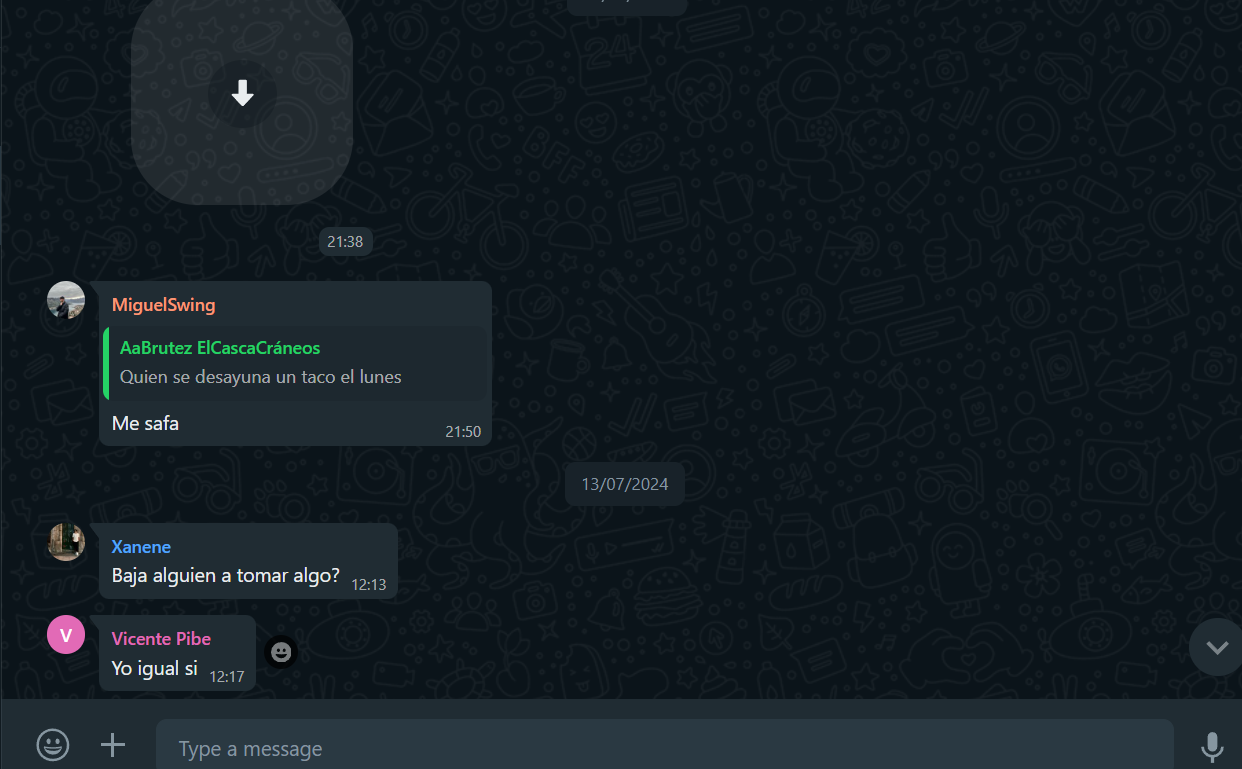 21:38
MiguelSwing
AaBrutez ElCascaCráneos
Quien se desayuna un taco el lunes
Me safa
21:50
13/07/2024
Xanene
Baja alguien a tomar algo?
12:13
V
Vicente Pibe
Yo igual si
12:17
Type a message